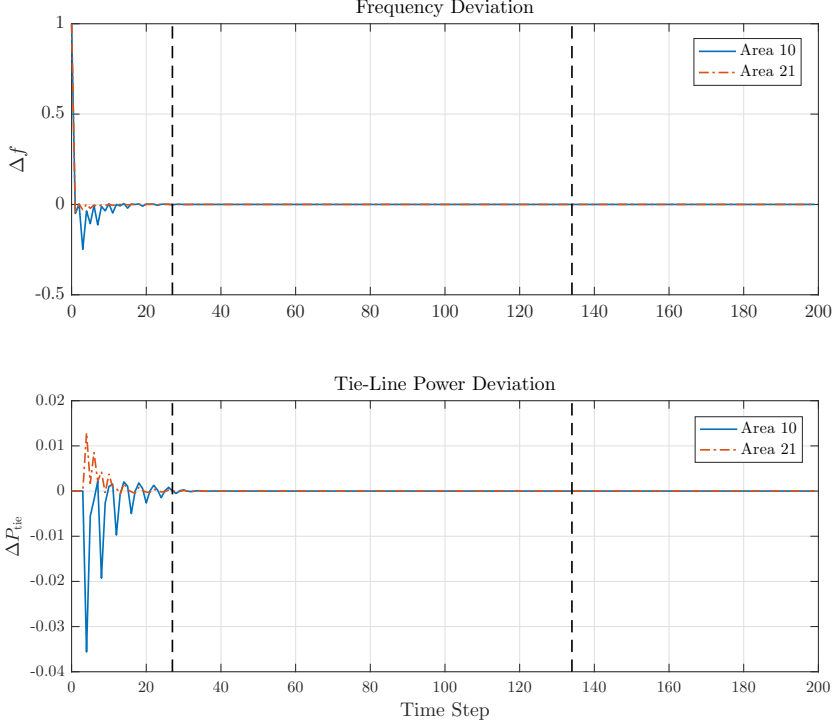 Frequency Deviation
1
0.5
0
-0.5
Δf
Area 10
Area 21
0 20 40 60 80 100 120 140 160 180 200
Tie-Line Power Deviation
0.02
0.01
0
-0.01
-0.02
-0.03
-0.04
ΔP_tie
Area 10
Area 21
0 20 40 60 80 100 120 140 160 180 200
Time Step